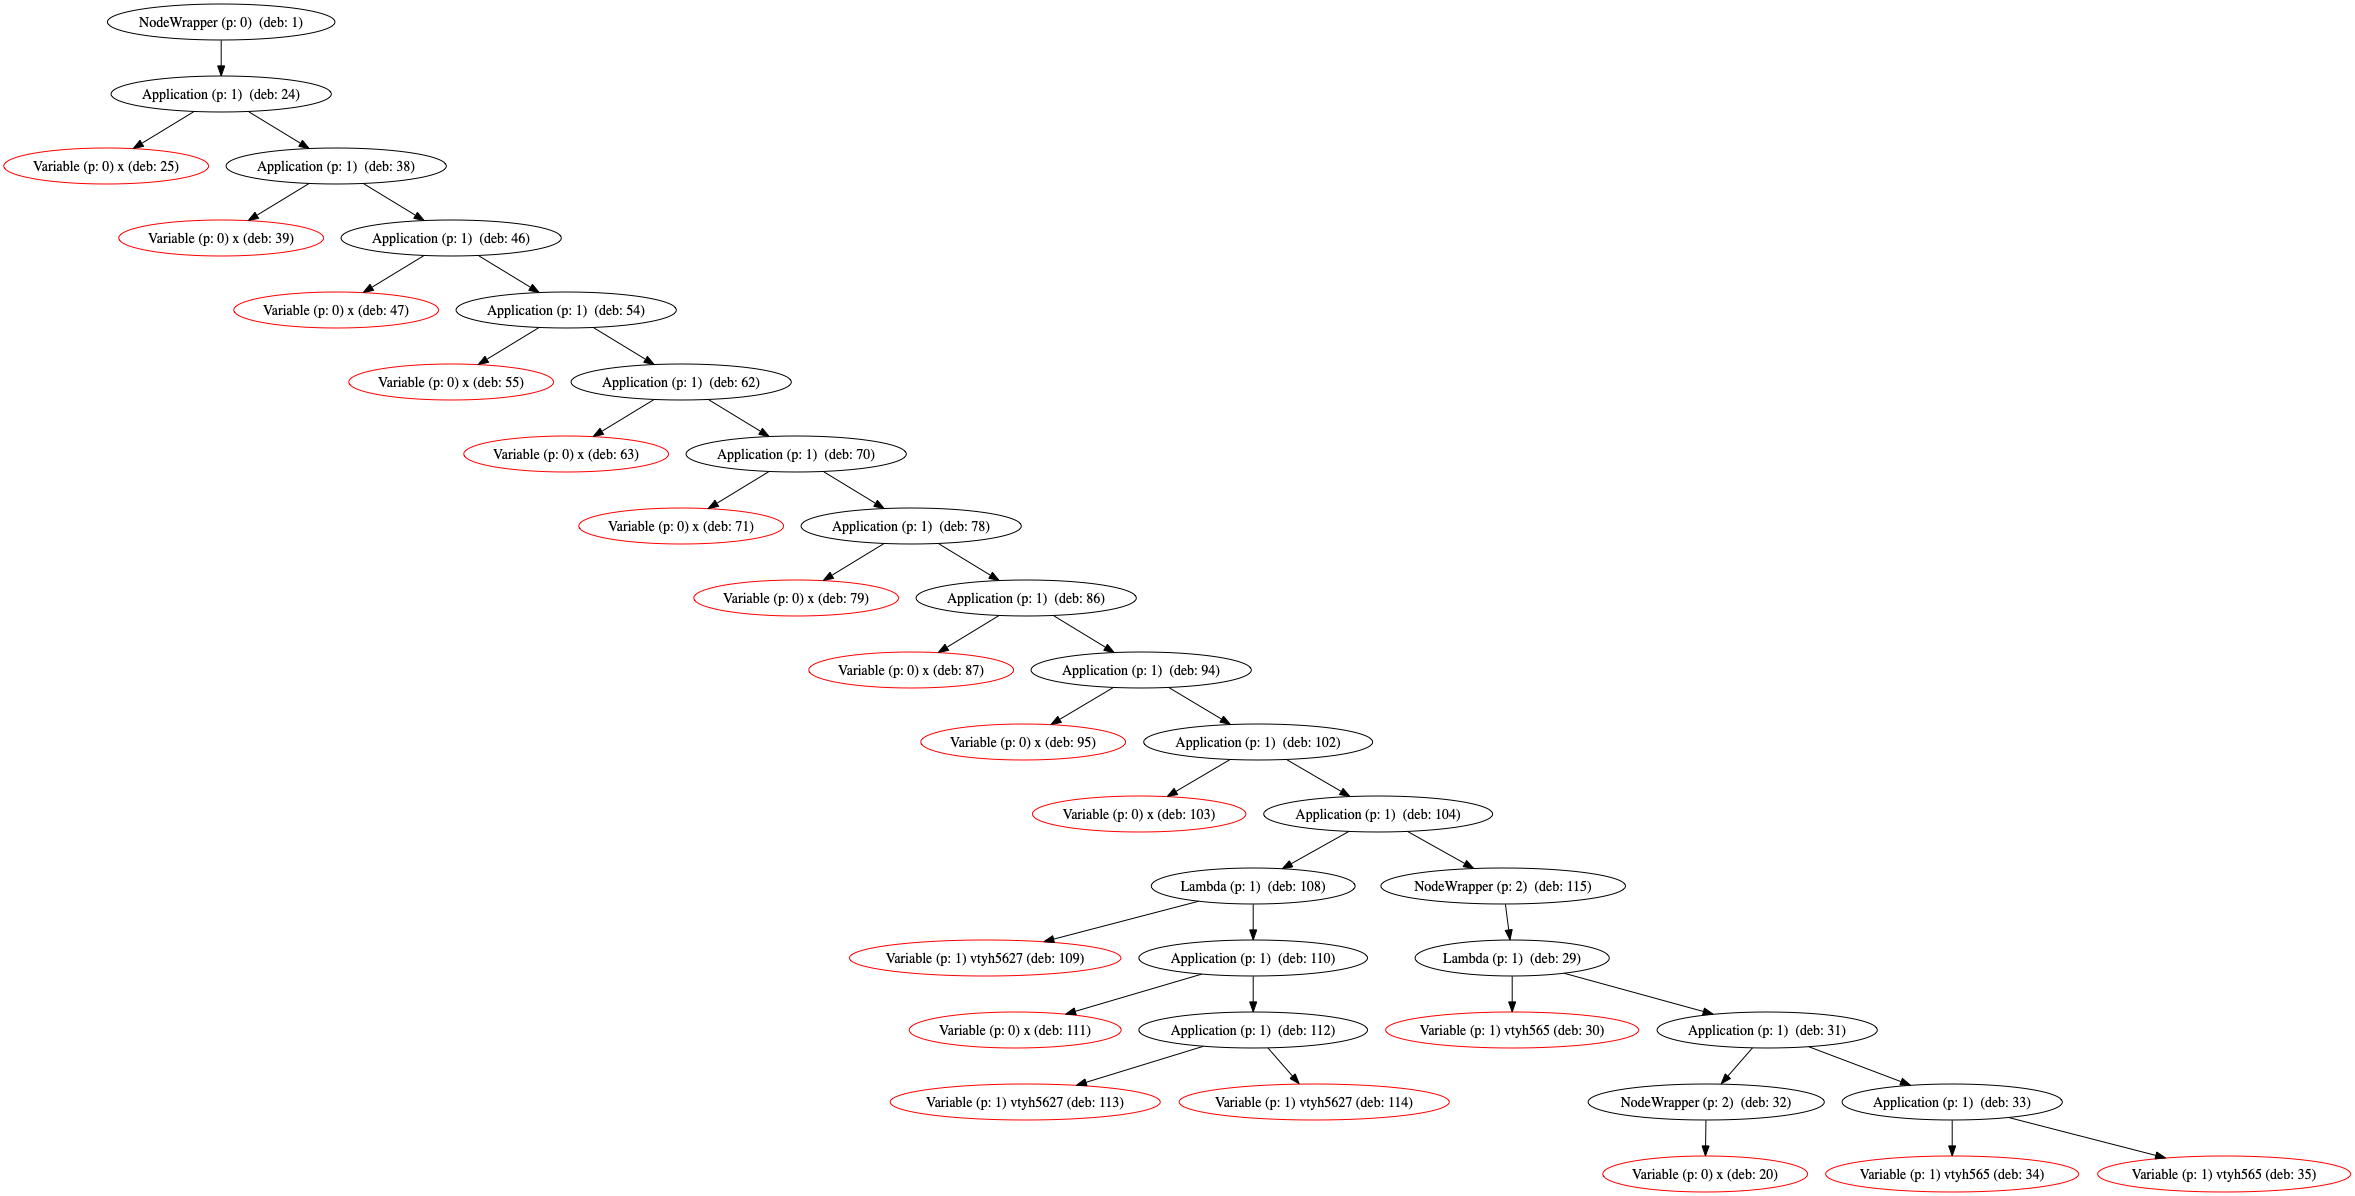 NodeWrapper (p: 0)  (deb: 1)
Application (p: 1)  (deb: 24)
Variable (p: 0) x (deb: 25)
Application (p: 1)  (deb: 38)
Variable (p: 0) x (deb: 39)
Application (p: 1)  (deb: 46)
Variable (p: 0) x (deb: 47)
Application (p: 1)  (deb: 54)
Variable (p: 0) x (deb: 55)
Application (p: 1)  (deb: 62)
Variable (p: 0) x (deb: 63)
Application (p: 1)  (deb: 70)
Variable (p: 0) x (deb: 71)
Application (p: 1)  (deb: 78)
Variable (p: 0) x (deb: 79)
Application (p: 1)  (deb: 86)
Variable (p: 0) x (deb: 87)
Application (p: 1)  (deb: 94)
Variable (p: 0) x (deb: 95)
Application (p: 1)  (deb: 102)
Variable (p: 0) x (deb: 103)
Application (p: 1)  (deb: 104)
Lambda (p: 1)  (deb: 108)
NodeWrapper (p: 2)  (deb: 115)
Variable (p: 1) vtyh5627 (deb: 109)
Application (p: 1)  (deb: 110)
Lambda (p: 1)  (deb: 29)
Variable (p: 0) x (deb: 111)
Application (p: 1)  (deb: 112)
Variable (p: 1) vtyh565 (deb: 30)
Application (p: 1)  (deb: 31)
Variable (p: 1) vtyh5627 (deb: 113)
Variable (p: 1) vtyh5627 (deb: 114)
NodeWrapper (p: 2)  (deb: 32)
Application (p: 1)  (deb: 33)
Variable (p: 0) x (deb: 20)
Variable (p: 1) vtyh565 (deb: 34)
Variable (p: 1) vtyh565 (deb: 35)